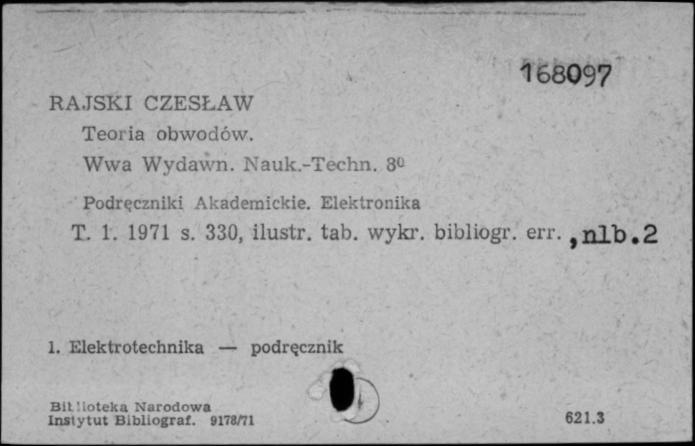 168097
RAJSKI CZESŁAW
Teoria obwodów.
Wwa Wydawn. Nauk.-Techn. 8⁰
Podręczniki Akademickie. Elektronika
T. 1. 1971 s. 330, ilustr. tab. wykr. bibliogr. err. ,nlb.2
1. Elektrotechnika — podręcznik
Biblioteka Narodowa
Instytut Bibliograf. 9178/71
621.3